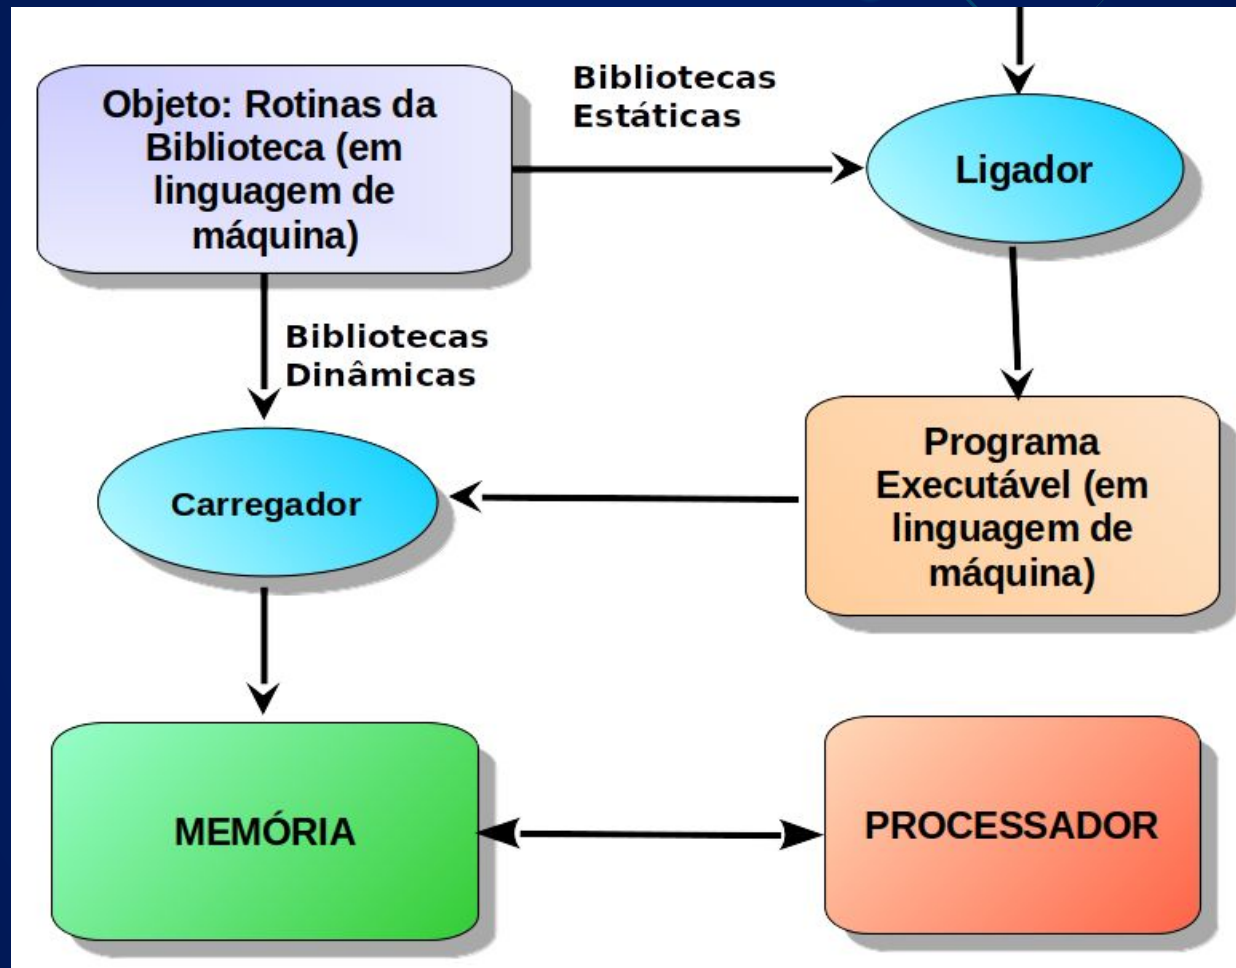 Objeto: Rotinas da
Biblioteca (em
linguagem de
máquina)
Bibliotecas
Estáticas
Ligador
Bibliotecas
Dinâmicas
Carregador
Programa
Executável (em
linguagem de
máquina)
MEMÓRIA
PROCESSADOR